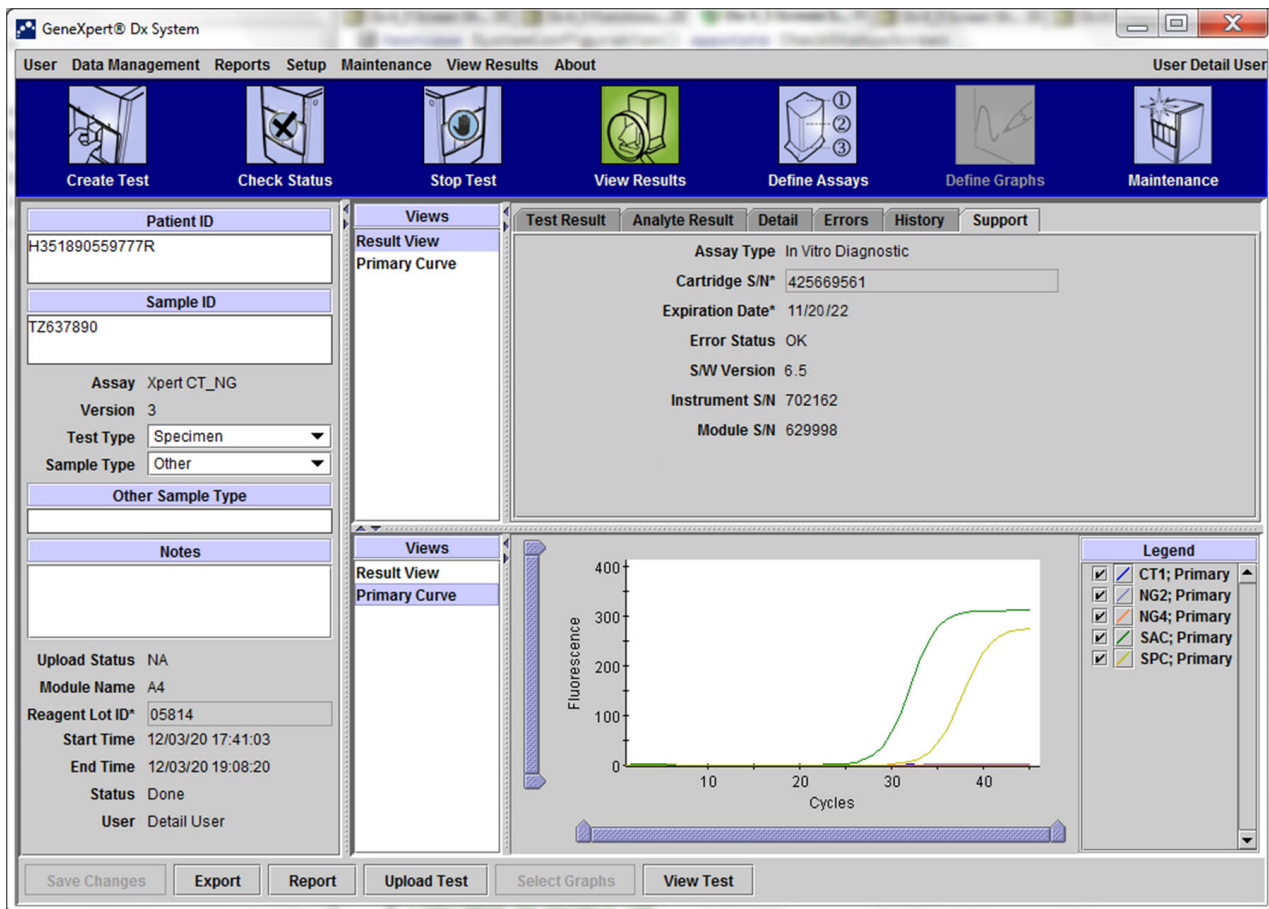 GeneXpert® Dx System
User Data Management Reports Setup Maintenance View Results About User Detail User
Create Test Check Status Stop Test View Results Define Assays Define Graphs Maintenance
Patient ID
H351890559777R
Sample ID
TZ637890
Assay Xpert CT_NG
Version 3
Test Type Specimen
Sample Type Other
Other Sample Type
Notes
Upload Status NA
Module Name A4
Reagent Lot ID* 05814
Start Time 12/03/20 17:41:03
End Time 12/03/20 19:08:20
Status Done
User Detail User
Views
Result View
Primary Curve
Test Result Analyte Result Detail Errors History Support
Assay Type In Vitro Diagnostic
Cartridge S/N* 425669561
Expiration Date* 11/20/22
Error Status OK
S/W Version 6.5
Instrument S/N 702162
Module S/N 629998
Views
Result View
Primary Curve
400
300
200
100
0
Fluorescence
10 20 30 40
Cycles
Legend
CT1; Primary
NG2; Primary
NG4; Primary
SAC; Primary
SPC; Primary
Save Changes Export Report Upload Test Select Graphs View Test